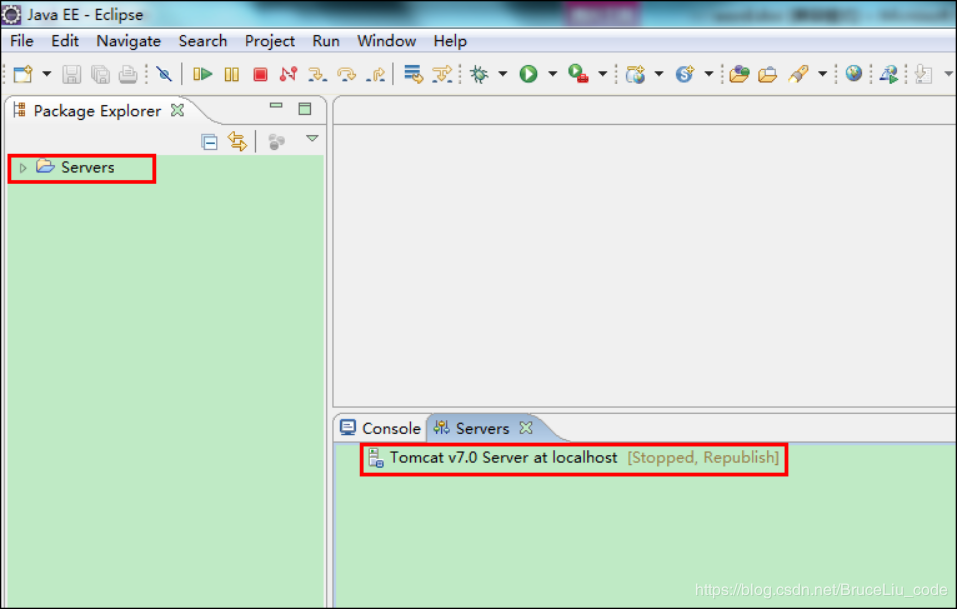 Java EE - Eclipse
File Edit Navigate Search Project Run Window Help
Package Explorer
Servers
Console Servers
Tomcat v7.0 Server at localhost [Stopped, Republish]
https://blog.csdn.net/BruceLiu_code